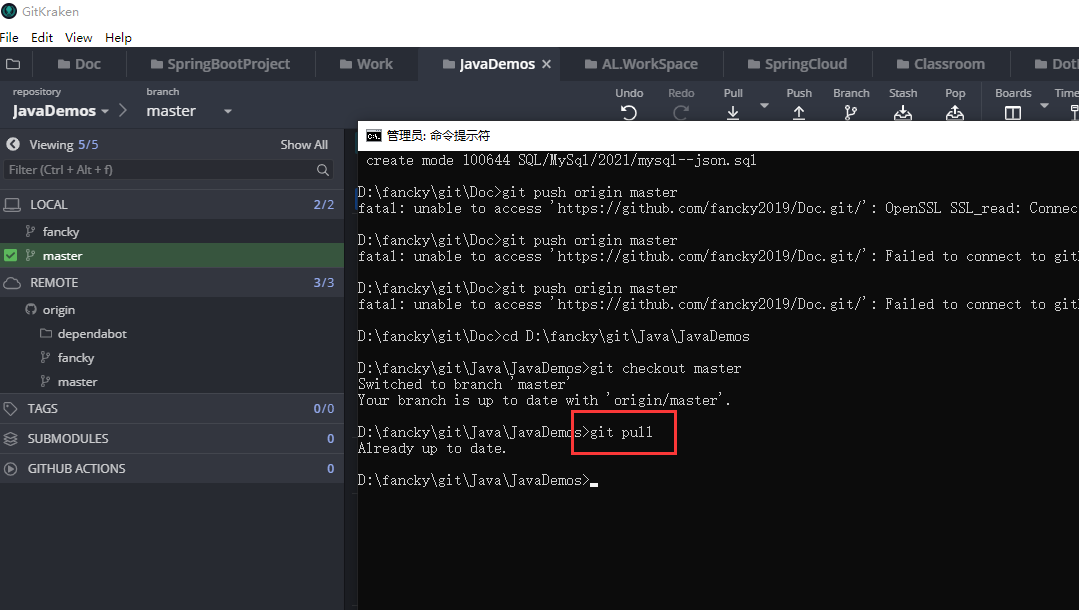 GitKraken
File Edit View Help
Doc SpringBootProject Work JavaDemos AL.WorkSpace SpringCloud Classroom
repository branch
JavaDemos master
Undo Redo Pull Push Branch Stash Pop Boards
Viewing 5/5 Show All
Filter (Ctrl + Alt + f)
LOCAL 2/2
fancky
master
REMOTE 3/3
origin
dependabot
fancky
master
TAGS 0/0
SUBMODULES 0
GITHUB ACTIONS 0
管理员: 命令提示符
create mode 100644 SQL/MySql/2021/mysql--json.sql
D:\fancky\git\Doc>git push origin master
fatal: unable to access 'https://github.com/fancky2019/Doc.git/': OpenSSL SSL_read: Connec
D:\fancky\git\Doc>git push origin master
fatal: unable to access 'https://github.com/fancky2019/Doc.git/': Failed to connect to gitl
D:\fancky\git\Doc>git push origin master
fatal: unable to access 'https://github.com/fancky2019/Doc.git/': Failed to connect to gitl
D:\fancky\git\Doc>cd D:\fancky\git\Java\JavaDemos
D:\fancky\git\Java\JavaDemos>git checkout master
Switched to branch 'master'
Your branch is up to date with 'origin/master'.
D:\fancky\git\Java\JavaDemos>git pull
Already up to date.
D:\fancky\git\Java\JavaDemos>